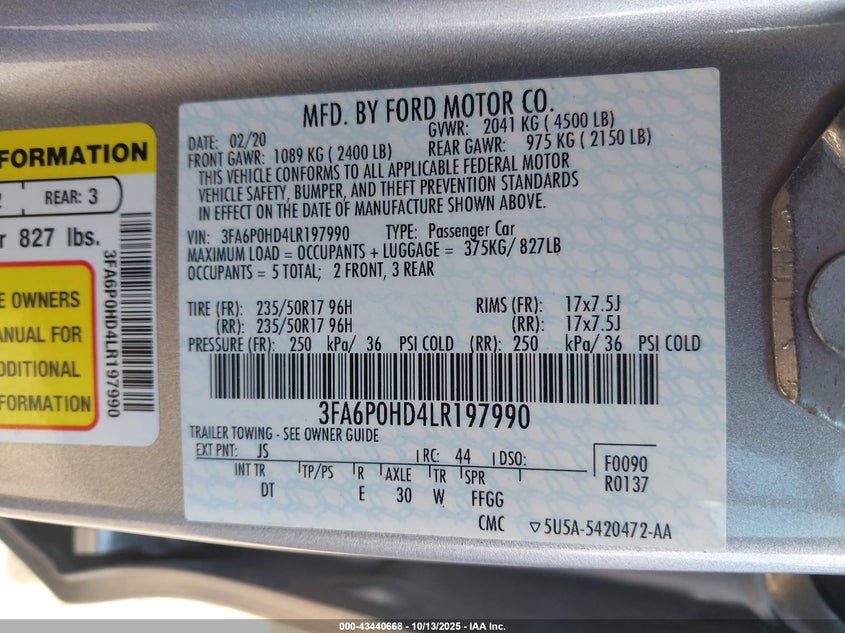 MFD. BY FORD MOTOR CO.
DATE: 02/20 GVWR: 2041 KG ( 4500 LB)
FRONT GAWR: 1089 KG ( 2400 LB) REAR GAWR: 975 KG ( 2150 LB)
THIS VEHICLE CONFORMS TO ALL APPLICABLE FEDERAL MOTOR
VEHICLE SAFETY, BUMPER, AND THEFT PREVENTION STANDARDS
IN EFFECT ON THE DATE OF MANUFACTURE SHOWN ABOVE.
VIN: 3FA6P0HD4LR197990 TYPE: Passenger Car
MAXIMUM LOAD = OCCUPANTS + LUGGAGE = 375KG/ 827LB
OCCUPANTS = 5 TOTAL; 2 FRONT, 3 REAR
TIRE (FR): 235/50R17 96H RIMS (FR): 17x7.5J
(RR): 235/50R17 96H (RR): 17x7.5J
PRESSURE (FR): 250 kPa/ 36 PSI COLD (RR): 250 kPa/ 36 PSI COLD
3FA6P0HD4LR197990
TRAILER TOWING - SEE OWNER GUIDE
EXT PNT: JS RC: 44 DSO:
INT TR TP/PS R AXLE TR SPR
DT E 30 W FFGG
F0090
R0137
CMC ▽5U5A-5420472-AA
FORMATION
REAR: 3
827 lbs.
OWNERS
MANUAL FOR
FORMATION
3FA6P0HD4LR197990
000-43440668 - 10/13/2025 - IAA Inc.